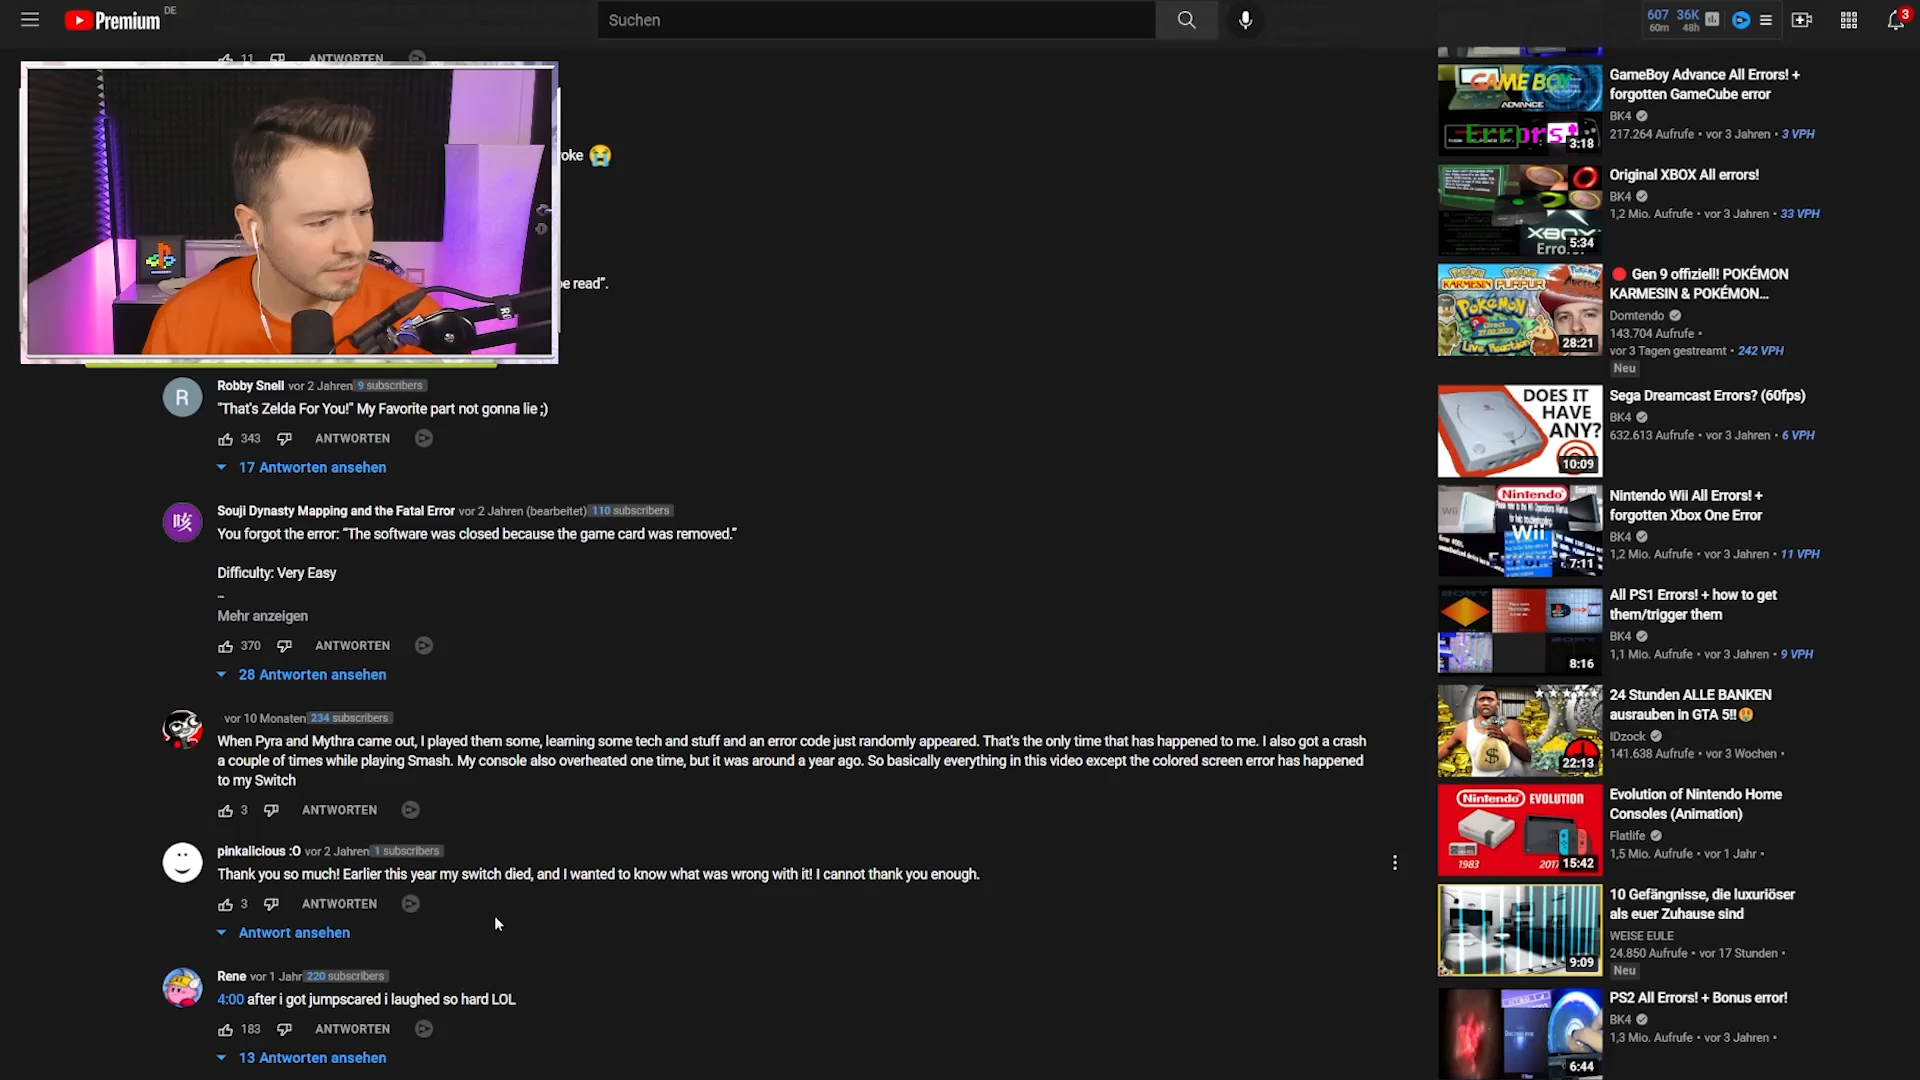 Premium DE
Suchen
607 36K
60m 48h
3
11 ANTWORTEN
oke 😭
be read".
R
Robby Snell vor 2 Jahren 9 subscribers
"That's Zelda For You!" My Favorite part not gonna lie ;)
343 ANTWORTEN
17 Antworten ansehen
Souji Dynasty Mapping and the Fatal Error vor 2 Jahren (bearbeitet) 110 subscribers
You forgot the error: “The software was closed because the game card was removed.”
Difficulty: Very Easy
..
Mehr anzeigen
370 ANTWORTEN
28 Antworten ansehen
vor 10 Monaten 234 subscribers
When Pyra and Mythra came out, I played them some, learning some tech and stuff and an error code just randomly appeared. That's the only time that has happened to me. I also got a crash
a couple of times while playing Smash. My console also overheated one time, but it was around a year ago. So basically everything in this video except the colored screen error has happened
to my Switch
3 ANTWORTEN
pinkalicious :O vor 2 Jahren 1 subscribers
Thank you so much! Earlier this year my switch died, and I wanted to know what was wrong with it! I cannot thank you enough.
3 ANTWORTEN
Antwort ansehen
Rene vor 1 Jahr 220 subscribers
4:00 after i got jumpscared i laughed so hard LOL
183 ANTWORTEN
13 Antworten ansehen
GAME BOY
ADVANCE
Errors!
3:18
GameBoy Advance All Errors! +
forgotten GameCube error
BK4
217.264 Aufrufe • vor 3 Jahren • 3 VPH
XBOX
Erro
5:34
Original XBOX All errors!
BK4
1,2 Mio. Aufrufe • vor 3 Jahren • 33 VPH
KARMESIN PURPUR
Pokémon
Direct
27.02.2022
Live Reaction
28:21
🔴 Gen 9 offiziell! POKÉMON
KARMESIN & POKÉMON...
Domtendo
143.704 Aufrufe •
vor 3 Tagen gestreamt • 242 VPH
Neu
DOES IT
HAVE
ANY?
10:09
Sega Dreamcast Errors? (60fps)
BK4
632.613 Aufrufe • vor 3 Jahren • 6 VPH
Nintendo
Wii
7:11
Nintendo Wii All Errors! +
forgotten Xbox One Error
BK4
1,2 Mio. Aufrufe • vor 3 Jahren • 11 VPH
8:16
All PS1 Errors! + how to get
them/trigger them
BK4
1,1 Mio. Aufrufe • vor 3 Jahren • 9 VPH
22:13
24 Stunden ALLE BANKEN
ausrauben in GTA 5!!🤑
IDzock
141.638 Aufrufe • vor 3 Wochen •
Nintendo EVOLUTION
1983
2017
15:42
Evolution of Nintendo Home
Consoles (Animation)
Flatlife
1,5 Mio. Aufrufe • vor 1 Jahr •
9:09
10 Gefängnisse, die luxuriöser
als euer Zuhause sind
WEISE EULE
24.850 Aufrufe • vor 17 Stunden •
Neu
6:44
PS2 All Errors! + Bonus error!
BK4
1,3 Mio. Aufrufe • vor 3 Jahren •